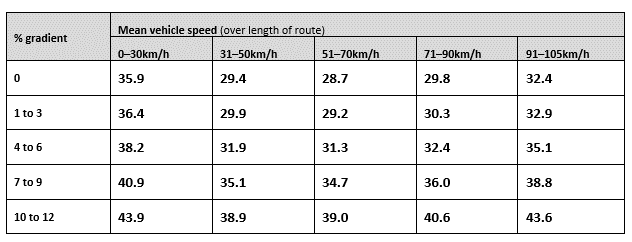 % gradient
Mean vehicle speed (over length of route)
0–30km/h 31–50km/h 51–70km/h 71–90km/h 91–105km/h
0 35.9 29.4 28.7 29.8 32.4
1 to 3 36.4 29.9 29.2 30.3 32.9
4 to 6 38.2 31.9 31.3 32.4 35.1
7 to 9 40.9 35.1 34.7 36.0 38.8
10 to 12 43.9 38.9 39.0 40.6 43.6